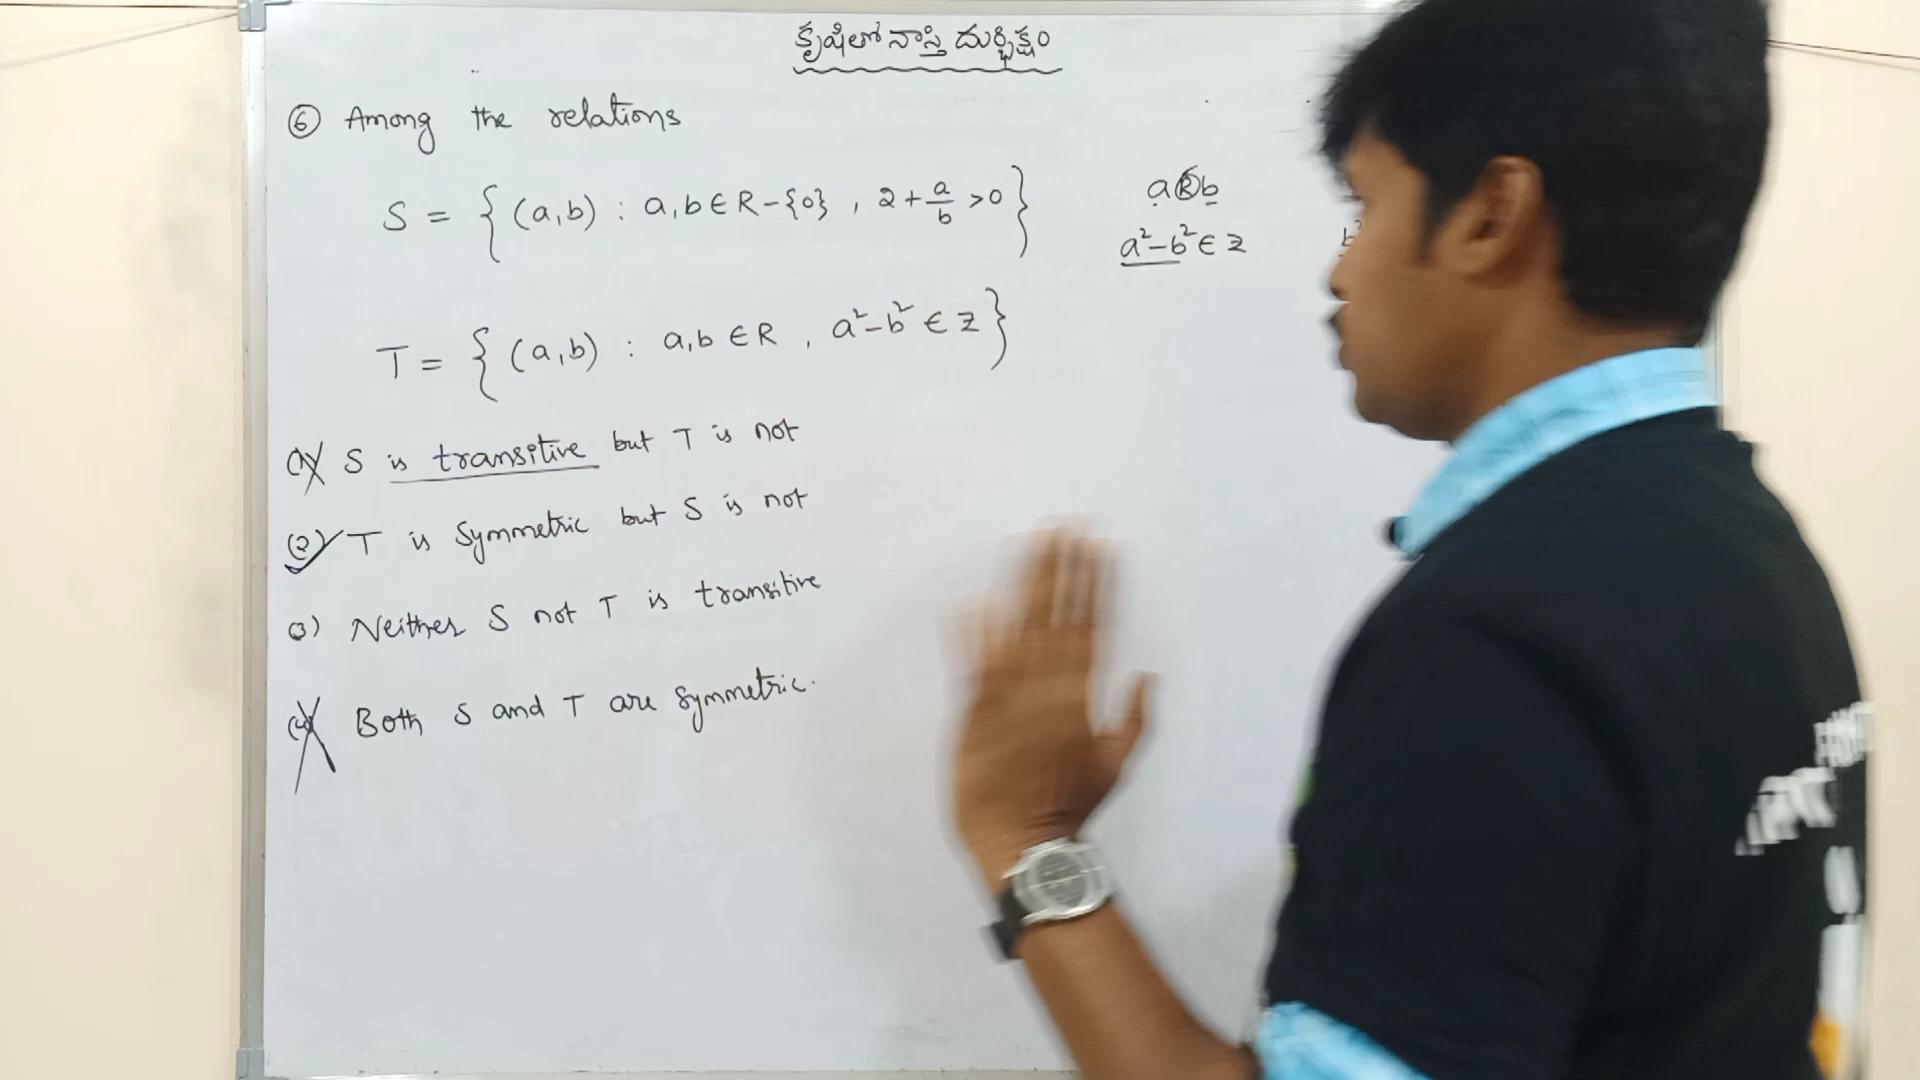 కృషితో నాస్తి దుర్భిక్షం
⑥ Among the relations
S = { (a,b) : a,b ∈ R - {0} , 2 + a/b > 0 }
T = { (a,b) : a,b ∈ R , a² - b² ∈ Z }
(1) S is transitive but T is not
(2) T is Symmetric but S is not
(3) Neither S not T is transitive
(4) Both S and T are Symmetric.
a R b
a² - b² ∈ Z